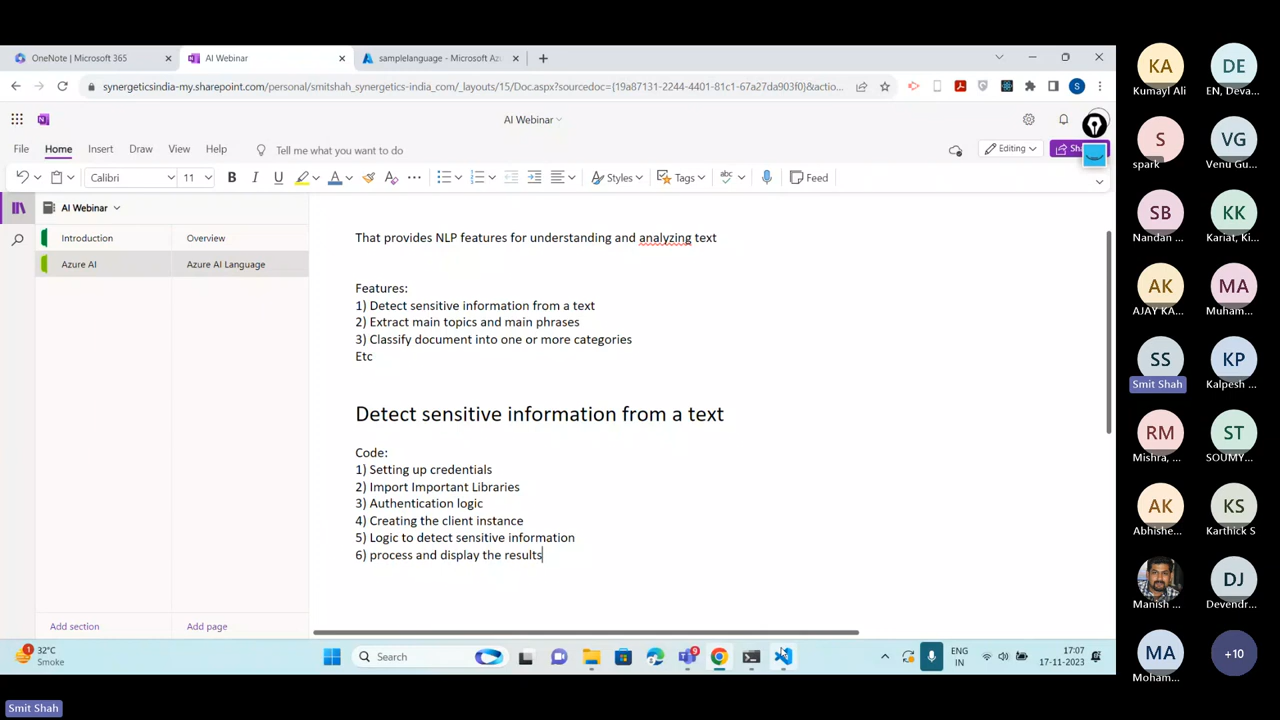 OneNote | Microsoft 365
AI Webinar
samplelanguage - Microsoft Az
synergeticsindia-my.sharepoint.com/personal/smitshah_synergetics-india_com/_layouts/15/Doc.aspx?sourcedoc={19a87131-2244-4401-81c1-67a27da903f0}&actio...
S
AI Webinar
File
Home
Insert
Draw
View
Help
Tell me what you want to do
Editing
Sha
Calibri
11
B
I
U
A
Styles
Tags
abc
Feed
AI Webinar
Introduction
Overview
Azure AI
Azure AI Language
Add section
Add page
That provides NLP features for understanding and analyzing text
Features:
1) Detect sensitive information from a text
2) Extract main topics and main phrases
3) Classify document into one or more categories
Etc
Detect sensitive information from a text
Code:
1) Setting up credentials
2) Import Important Libraries
3) Authentication logic
4) Creating the client instance
5) Logic to detect sensitive information
6) process and display the results
1
32°C
Smoke
Search
9
ENG
IN
17:07
17-11-2023
KA
Kumayl Ali
DE
EN, Deva...
S
spark
VG
Venu Gu...
SB
Nandan ...
KK
Kariat, Ki...
AK
AJAY KA...
MA
Muham...
SS
Smit Shah
KP
Kalpesh ...
RM
Mishra, ...
ST
SOUMY...
AK
Abhishe...
KS
Karthick S
Manish ...
DJ
Devendr...
MA
Moham...
+10
Smit Shah